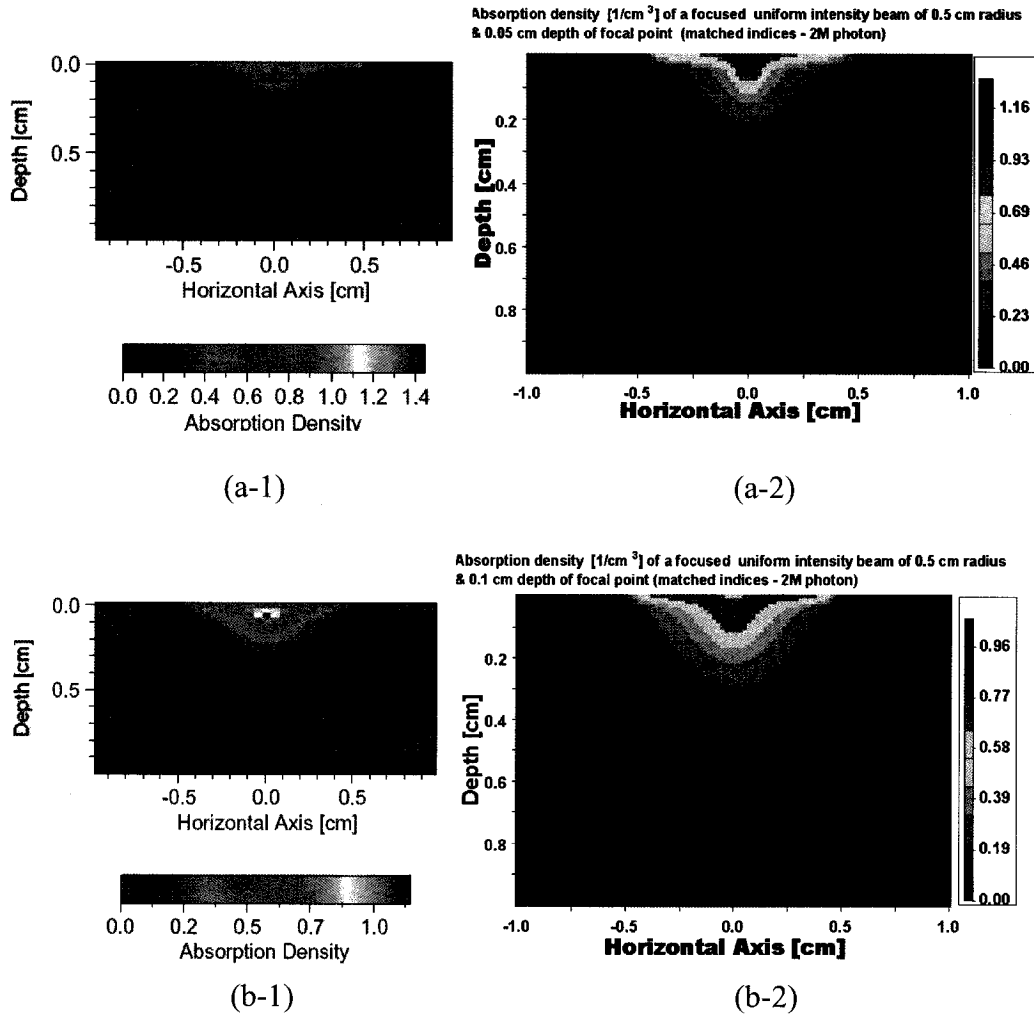 Absorption density [1/cm 3] of a focused uniform intensity beam of 0.5 cm radius
& 0.05 cm depth of focal point (matched indices - 2M photon)
0.0
0.5
Depth [cm]
-0.5 0.0 0.5
Horizontal Axis [cm]
0.0 0.2 0.4 0.6 0.8 1.0 1.2 1.4
Absorption Density
(a-1)
0.2
0.4
0.6
0.8
Depth [cm]
-1.0 -0.5 0.0 0.5 1.0
Horizontal Axis [cm]
1.16
0.93
0.69
0.46
0.23
0.00
(a-2)
Absorption density [1/cm 3] of a focused uniform intensity beam of 0.5 cm radius
& 0.1 cm depth of focal point (matched indices - 2M photon)
0.0
0.5
Depth [cm]
-0.5 0.0 0.5
Horizontal Axis [cm]
0.0 0.2 0.5 0.7 1.0
Absorption Density
(b-1)
0.2
0.4
0.6
0.8
Depth [cm]
-1.0 -0.5 0.0 0.5 1.0
Horizontal Axis [cm]
0.96
0.77
0.58
0.39
0.19
0.00
(b-2)